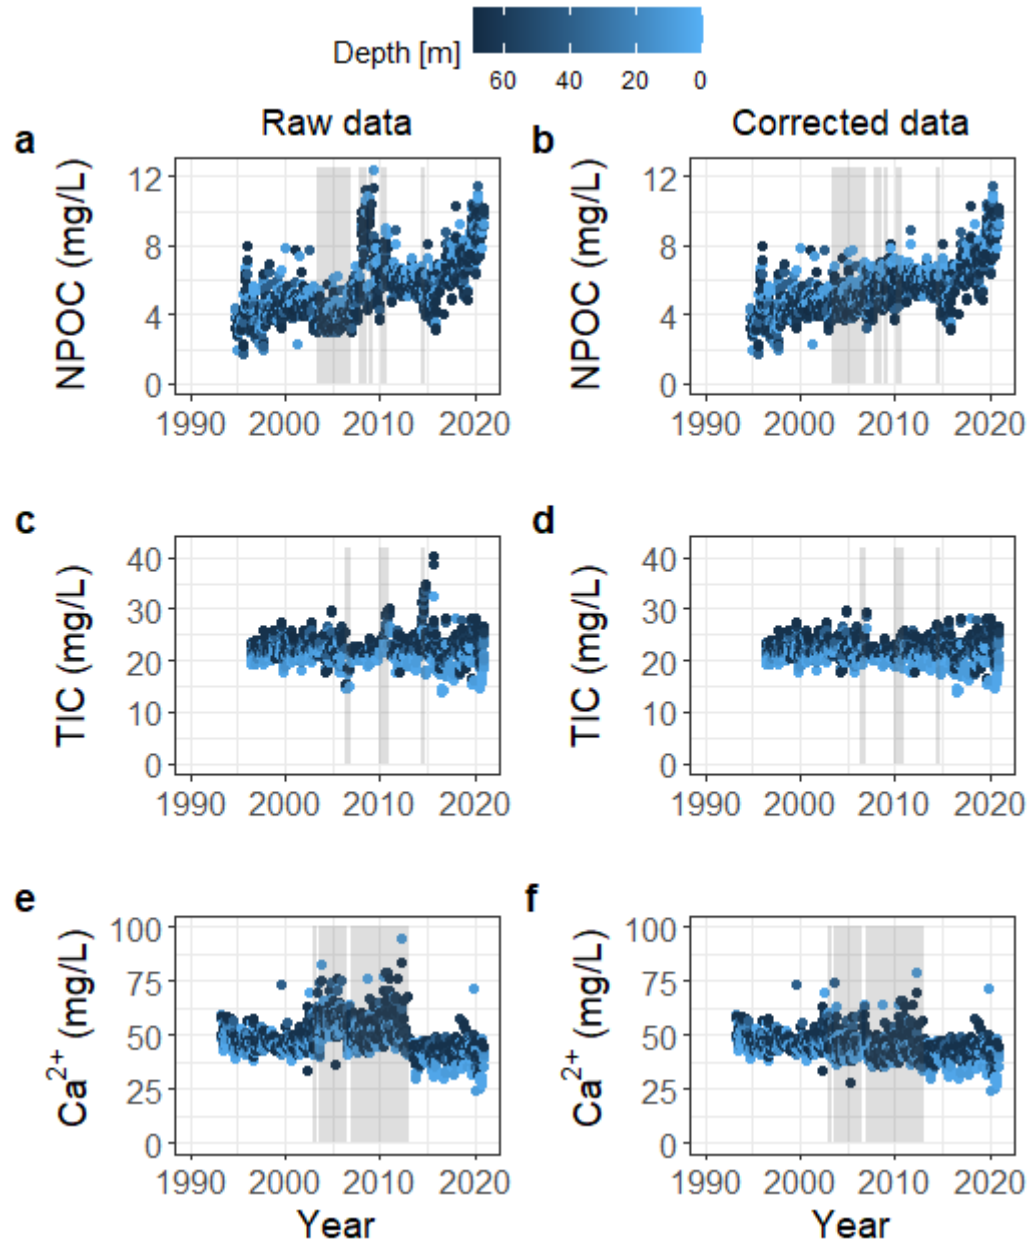 Depth [m]
60 40 20 0
Raw data
Corrected data
a
NPOC (mg/L)
12
8
4
0
1990 2000 2010 2020
b
NPOC (mg/L)
12
8
4
0
1990 2000 2010 2020
c
TIC (mg/L)
40
30
20
10
0
1990 2000 2010 2020
d
TIC (mg/L)
40
30
20
10
0
1990 2000 2010 2020
e
Ca²⁺ (mg/L)
100
75
50
25
0
1990 2000 2010 2020
Year
f
Ca²⁺ (mg/L)
100
75
50
25
0
1990 2000 2010 2020
Year